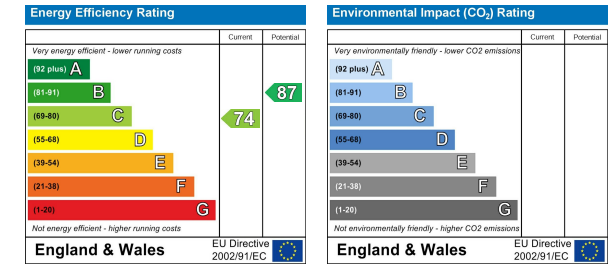 Energy Efficiency Rating
Current Potential
Very energy efficient - lower running costs
(92 plus) A
(81-91) B
87
(69-80) C
74
(55-68) D
(39-54) E
(21-38) F
(1-20) G
Not energy efficient - higher running costs
England & Wales
EU Directive
2002/91/EC
Environmental Impact (CO2) Rating
Current Potential
Very environmentally friendly - lower CO2 emissions
(92 plus) A
(81-91) B
(69-80) C
(55-68) D
(39-54) E
(21-38) F
(1-20) G
Not environmentally friendly - higher CO2 emissions
England & Wales
EU Directive
2002/91/EC